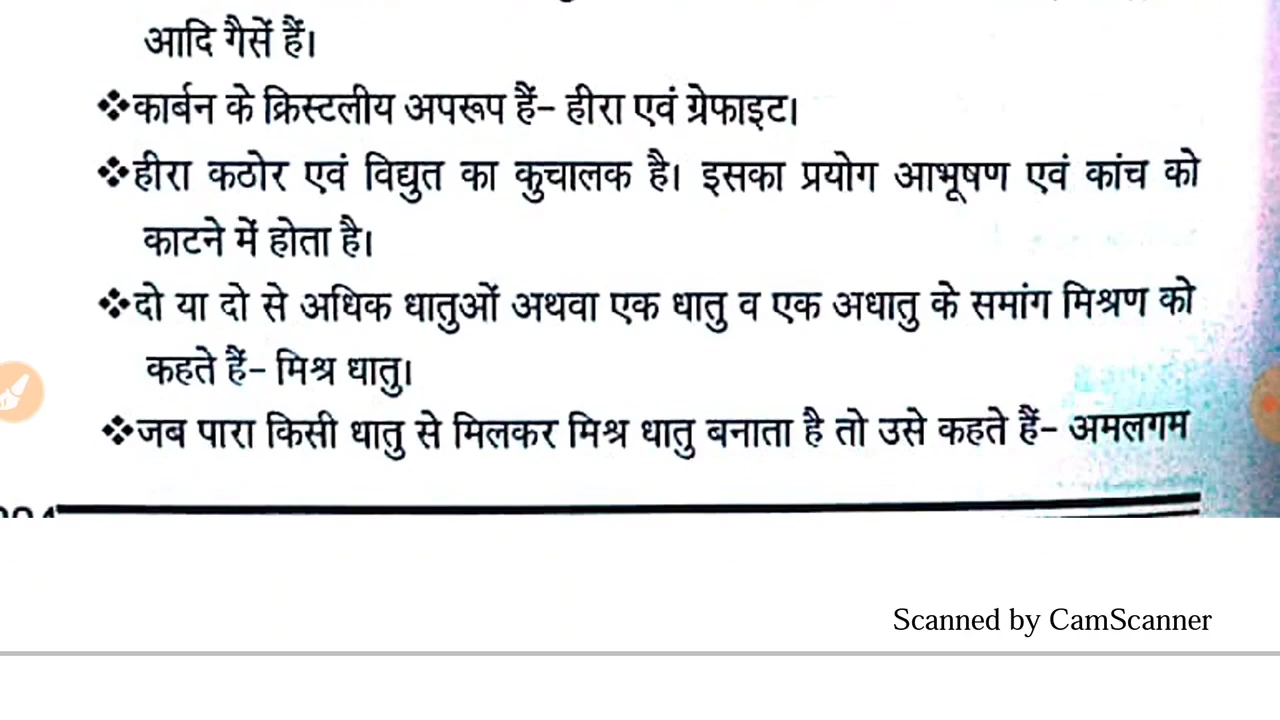 आदि गैसें हैं।
❖कार्बन के क्रिस्टलीय अपरूप हैं– हीरा एवं ग्रेफाइट।
❖हीरा कठोर एवं विद्युत का कुचालक है। इसका प्रयोग आभूषण एवं कांच को
काटने में होता है।
❖दो या दो से अधिक धातुओं अथवा एक धातु व एक अधातु के समांग मिश्रण को
कहते हैं– मिश्र धातु।
❖जब पारा किसी धातु से मिलकर मिश्र धातु बनाता है तो उसे कहते हैं– अमलगम
Scanned by CamScanner